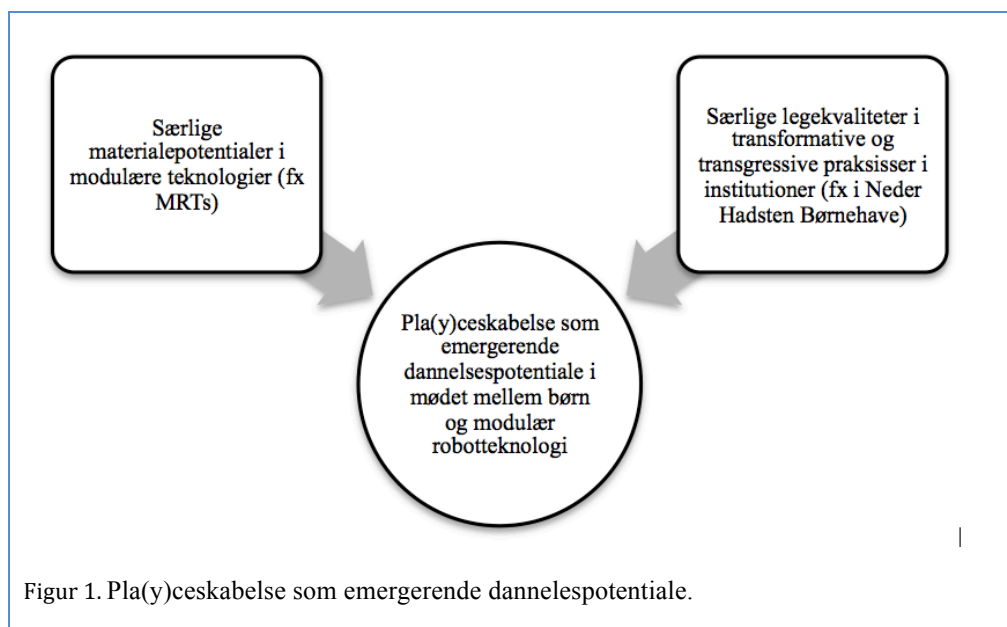 Særlige
materialepotentialer i
modulære teknologier (fx
MRTs)
Særlige legekvaliteter i
transformative og
transgressive praksisser i
institutioner (fx i Neder
Hadsten Børnehave)
Pla(y)ceskabelse som
emergerende
dannelsespotentiale i
mødet mellem børn
og modulær
robotteknologi
Figur 1. Pla(y)ceskabelse som emergerende dannelespotentiale.